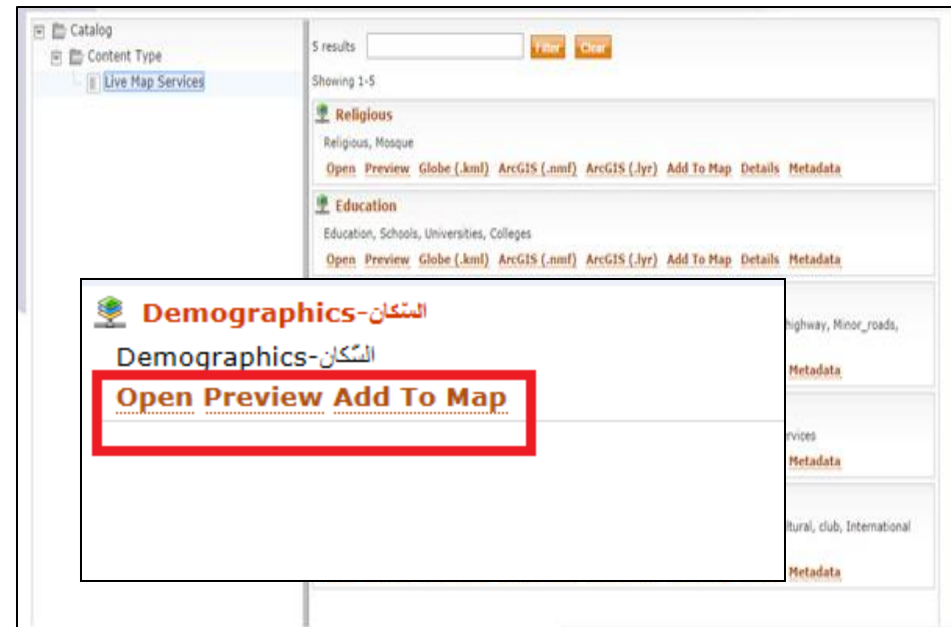 Catalog
Content Type
Live Map Services
5 results
Filter Clear
Showing 1-5
Religious
Religious, Mosque
Open Preview Globe (.kml) ArcGIS (.nmf) ArcGIS (.lyr) Add To Map Details Metadata
Education
Education, Schools, Universities, Colleges
Open Preview Globe (.kml) ArcGIS (.nmf) ArcGIS (.lyr) Add To Map Details Metadata
highway, Minor_roads,
Metadata
rvices
Metadata
ltural, club, International
Metadata
Demographics-السّكان
Demographics-السّكان
Open Preview Add To Map